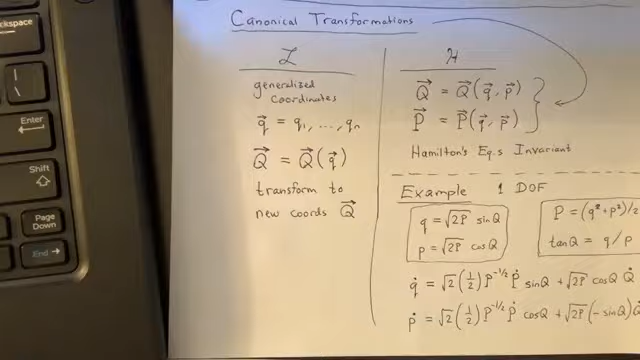 Canonical Transformations
L
generalized
coordinates
q⃗ = q₁, ..., qₙ
Q⃗ = Q⃗(q⃗)
transform to
new coords Q⃗
H
Q⃗ = Q⃗(q⃗, p⃗)
P⃗ = P⃗(q⃗, p⃗)
Hamilton's Eq.s Invariant
Example 1 DOF
q = √2P sinQ
p = √2P cosQ
P = (q² + p²)/2
tanQ = q/p
q̇ = √2 (1/2) P^-1/2 Ṗ sinQ + √2P cosQ Q̇
ṗ = √2 (1/2) P^-1/2 Ṗ cosQ + √2P (-sinQ) Q̇
backspace
\
Enter
Shift
Page
Down
End